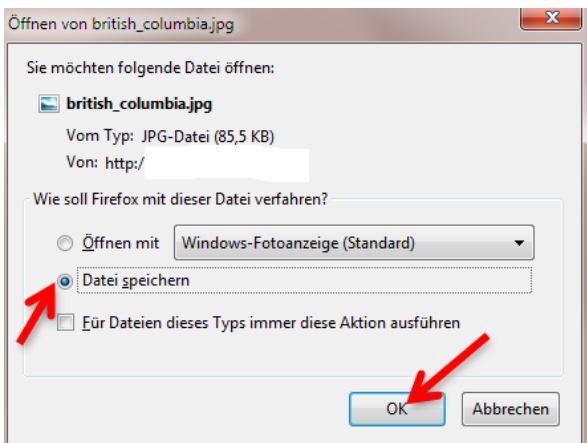 Öffnen von british_columbia.jpg
Sie möchten folgende Datei öffnen:
british_columbia.jpg
Vom Typ: JPG-Datei (85,5 KB)
Von: http:/
Wie soll Firefox mit dieser Datei verfahren?
Öffnen mit Windows-Fotoanzeige (Standard)
Datei speichern
Für Dateien dieses Typs immer diese Aktion ausführen
OK Abbrechen